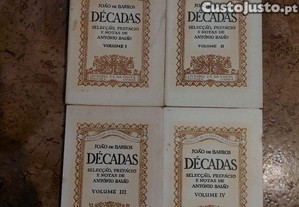 Custojusto.pt
JOÃO DE BARROS
DÉCADAS
SELECÇÃO, PREFÁCIO
E NOTAS DE
ANTÓNIO BAIÃO
VOLUME I
JOÃO DE BARROS
DÉCADAS
SELECÇÃO, PREFÁCIO
E NOTAS DE
ANTÓNIO BAIÃO
VOLUME II
JOÃO DE BARROS
DÉCADAS
SELECÇÃO, PREFÁCIO
E NOTAS DE
ANTÓNIO BAIÃO
VOLUME III
JOÃO DE BARROS
DÉCADAS
SELECÇÃO, PREFÁCIO
E NOTAS DE
ANTÓNIO BAIÃO
VOLUME IV